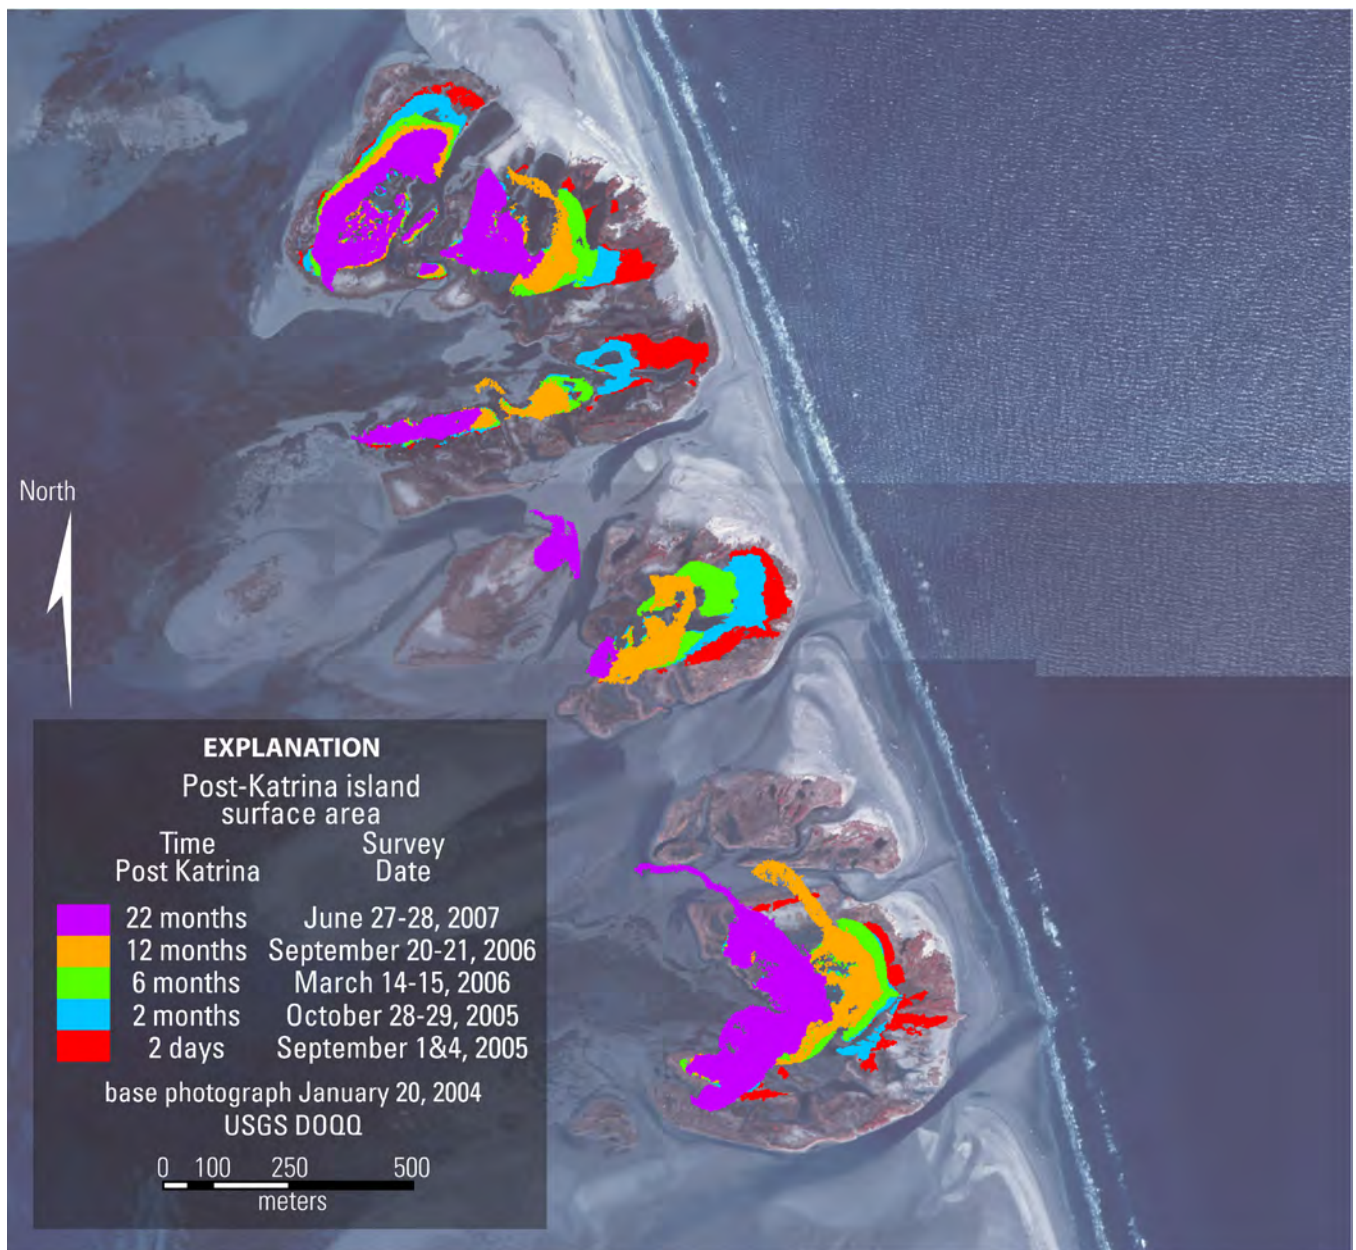 North
EXPLANATION
Post-Katrina island
surface area
Time Survey
Post Katrina Date
22 months June 27-28, 2007
12 months September 20-21, 2006
6 months March 14-15, 2006
2 months October 28-29, 2005
2 days September 1&4, 2005
base photograph January 20, 2004
USGS DOQQ
0 100 250 500
meters